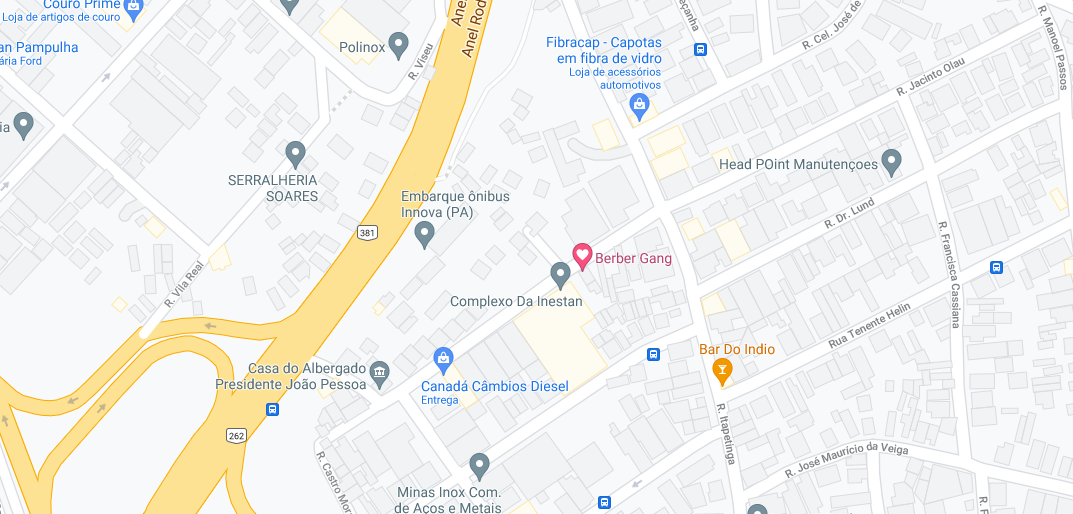 Couro Prime
Loja de artigos de couro
an Pampulha
ária Ford
Polinox
R. Viseu
Anel Rod
R. Cel. José de
R. Manoel Passos
Fibracap - Capotas
em fibra de vidro
Loja de acessórios
automotivos
R. Jacinto Olau
ia
SERRALHERIA
SOARES
Embarque ônibus
Innova (PA)
Head POint Manutençoes
R. Dr. Lund
381
Berber Gang
R. Francisca Cassiana
R. Vila Real
Complexo Da Inestan
Rua Tenente Helin
Bar Do Indio
Casa do Albergado
Presidente João Pessoa
Canadá Câmbios Diesel
Entrega
262
R. Itapetinga
R. José Maurício da Veiga
R. Castro Mor
Minas Inox Com.
de Aços e Metais